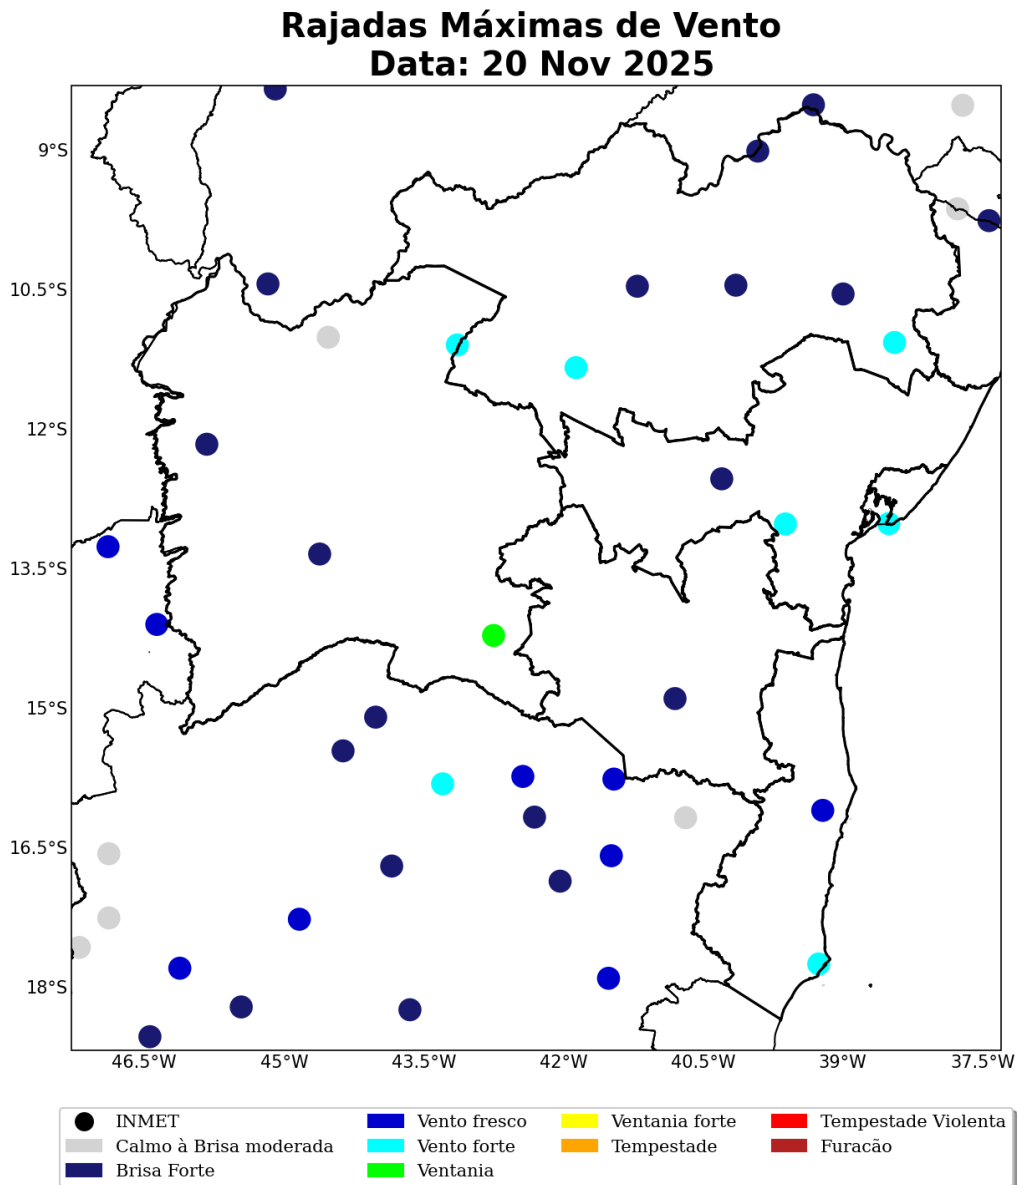 Rajadas Máximas de Vento
Data: 20 Nov 2025
9°S
10.5°S
12°S
13.5°S
15°S
16.5°S
18°S
46.5°W 45°W 43.5°W 42°W 40.5°W 39°W 37.5°W
INMET
Calmo à Brisa moderada
Brisa Forte
Vento fresco
Vento forte
Ventania
Ventania forte
Tempestade
Tempestade Violenta
Furacão